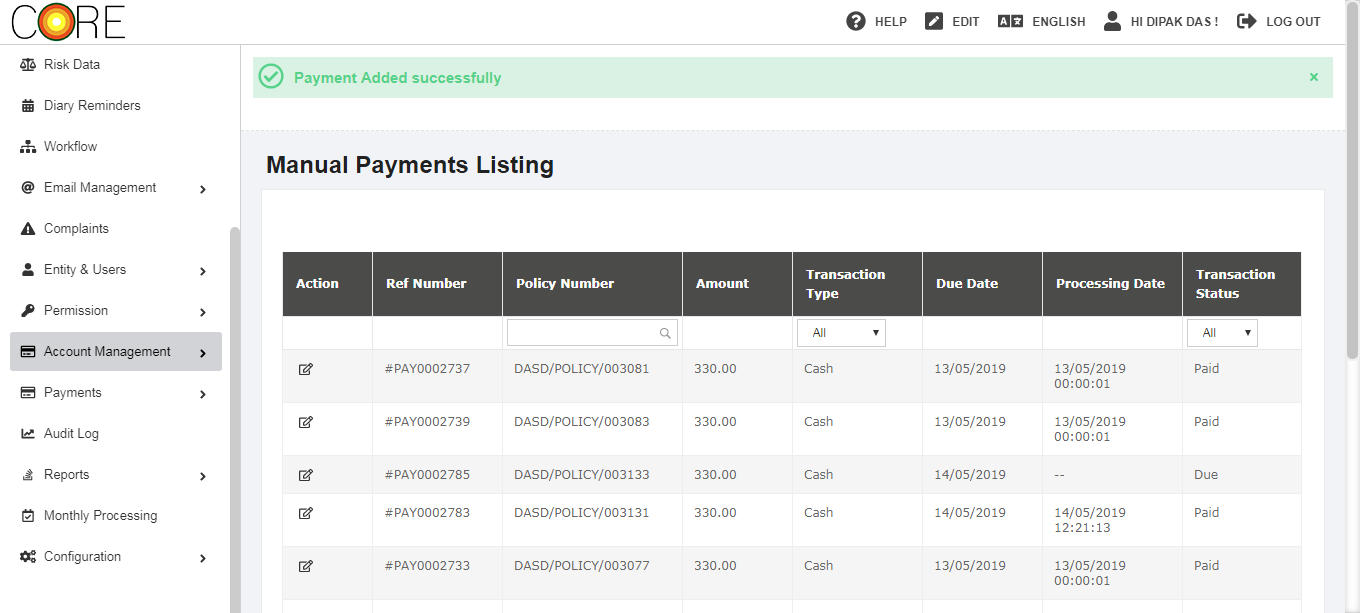 CORE
HELP
EDIT
ENGLISH
HI DIPAK DAS !
LOG OUT
Risk Data
Diary Reminders
Workflow
Email Management
Complaints
Entity & Users
Permission
Account Management
Payments
Audit Log
Reports
Monthly Processing
Configuration
Payment Added successfully ×
Manual Payments Listing
Action Ref Number Policy Number Amount Transaction Type Due Date Processing Date Transaction Status
All All
#PAY0002737 DASD/POLICY/003081 330.00 Cash 13/05/2019 13/05/2019 00:00:01 Paid
#PAY0002739 DASD/POLICY/003083 330.00 Cash 13/05/2019 13/05/2019 00:00:01 Paid
#PAY0002785 DASD/POLICY/003133 330.00 Cash 14/05/2019 -- Due
#PAY0002783 DASD/POLICY/003131 330.00 Cash 14/05/2019 14/05/2019 12:21:13 Paid
#PAY0002733 DASD/POLICY/003077 330.00 Cash 13/05/2019 13/05/2019 00:00:01 Paid